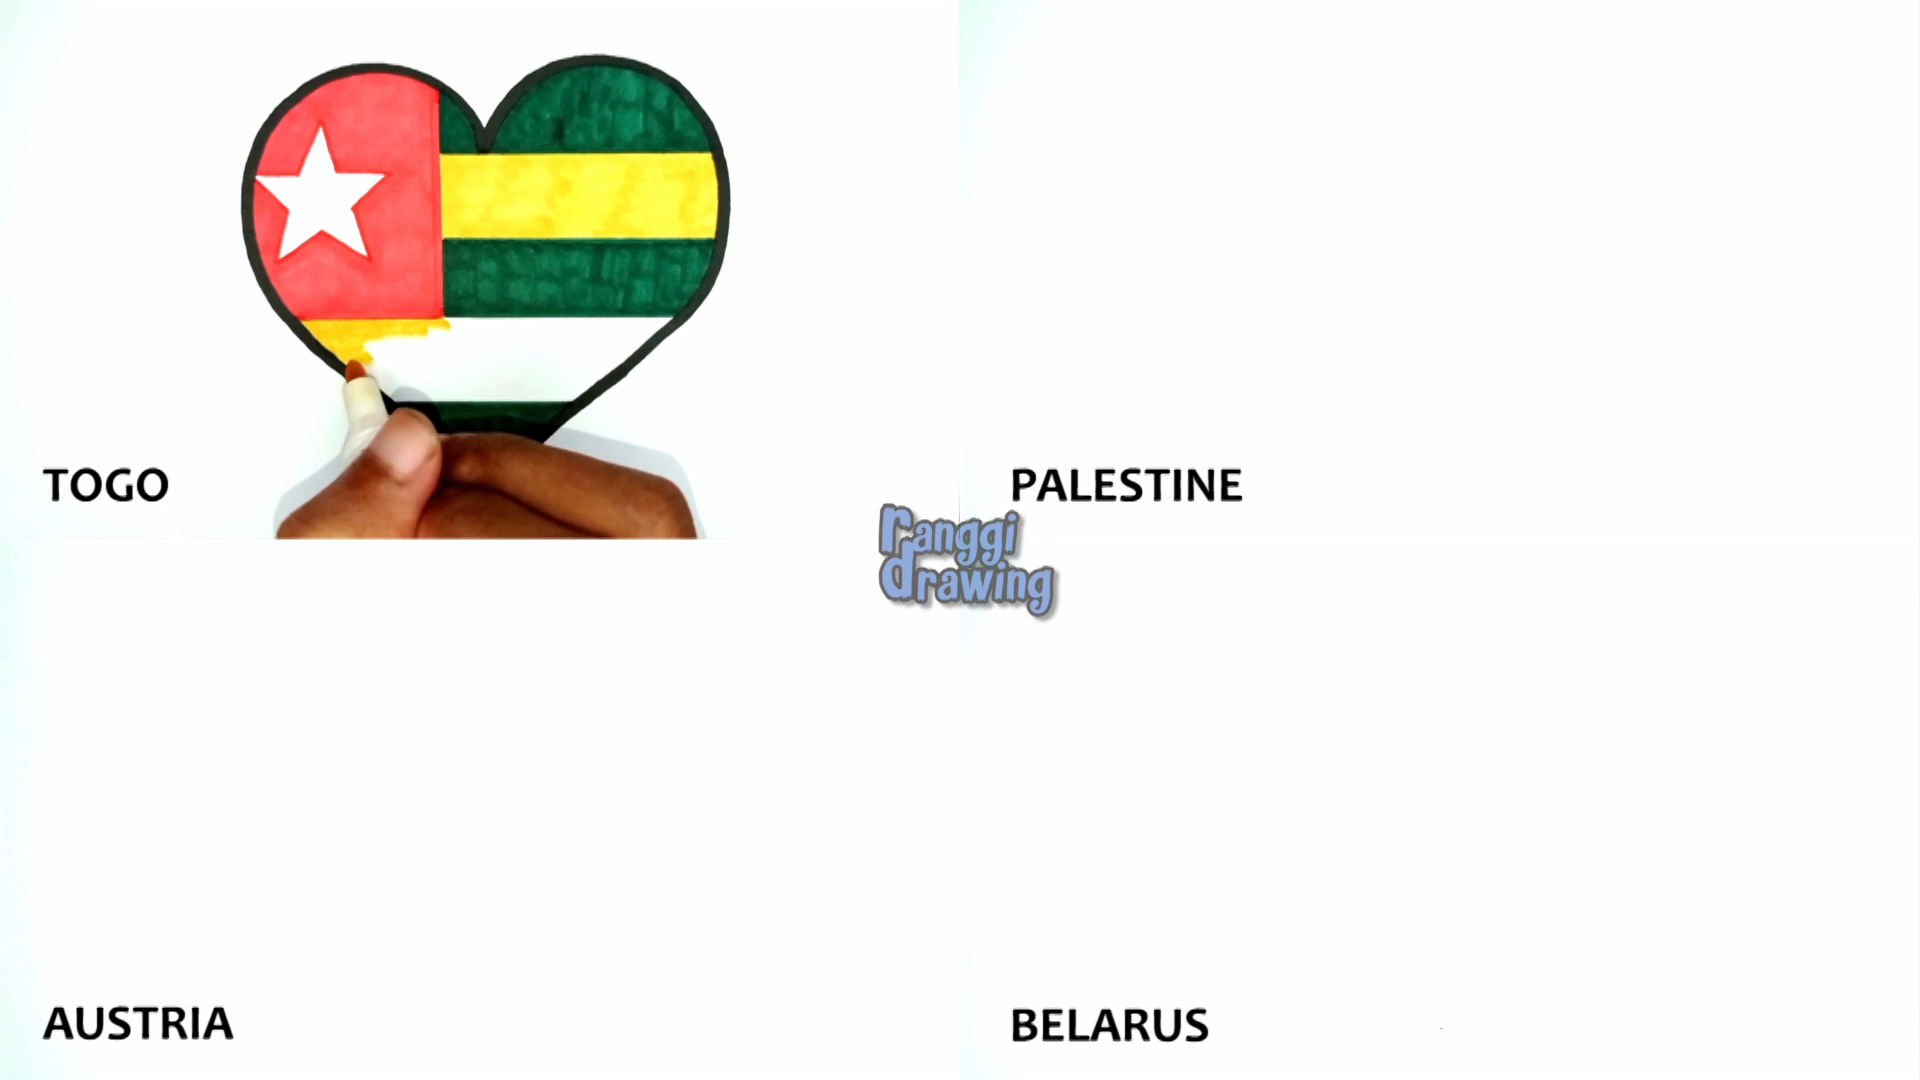 TOGO
PALESTINE
ranggi
drawing
AUSTRIA
BELARUS